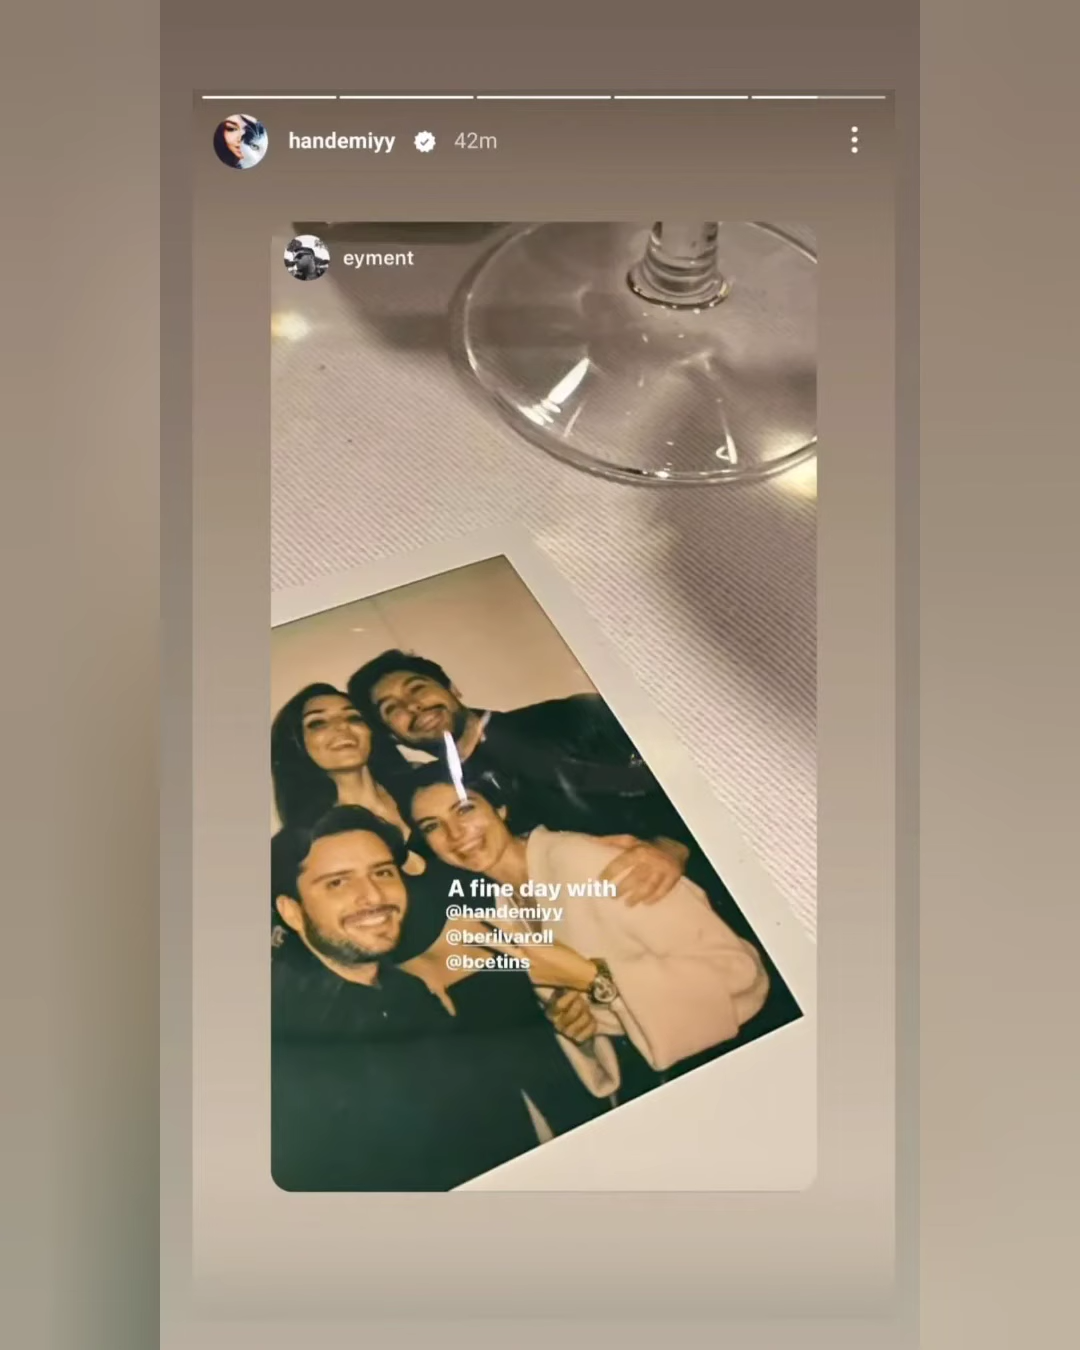 handemiyy 42m
eyment
A fine day with
@handemiyy
@berilvaroll
@bcetins